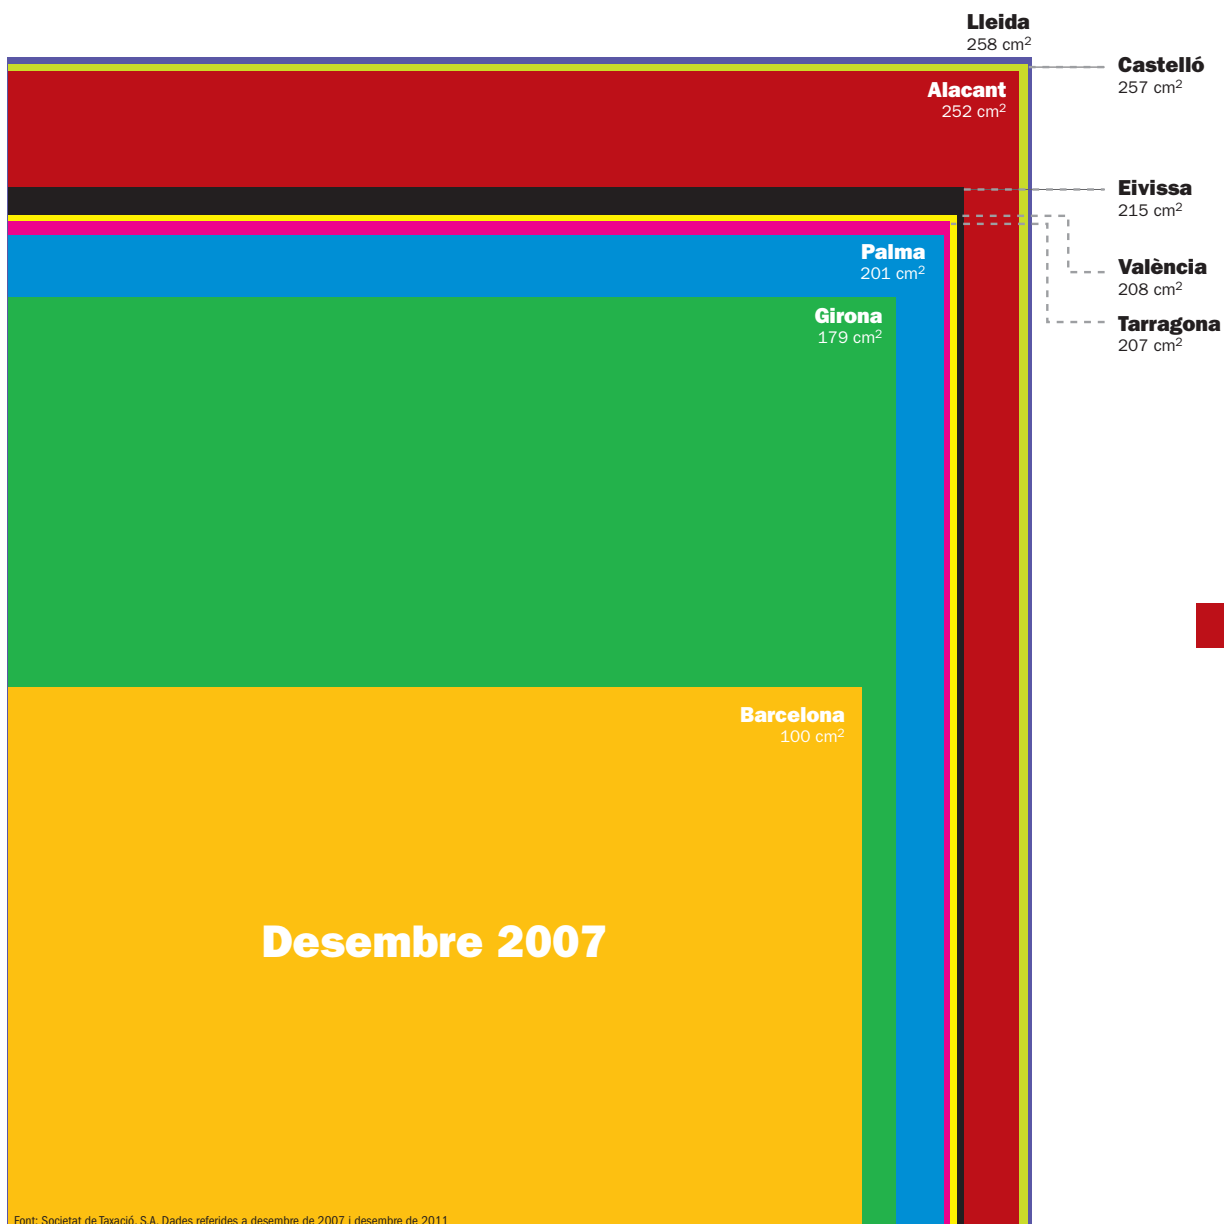 Lleida
258 cm²
Castelló
257 cm²
Alacant
252 cm²
Eivissa
215 cm²
Palma
201 cm²
València
208 cm²
Girona
179 cm²
Tarragona
207 cm²
Barcelona
100 cm²
Desembre 2007
Font: Societat de Taxació, S.A. Dades referides a desembre de 2007 i desembre de 2011